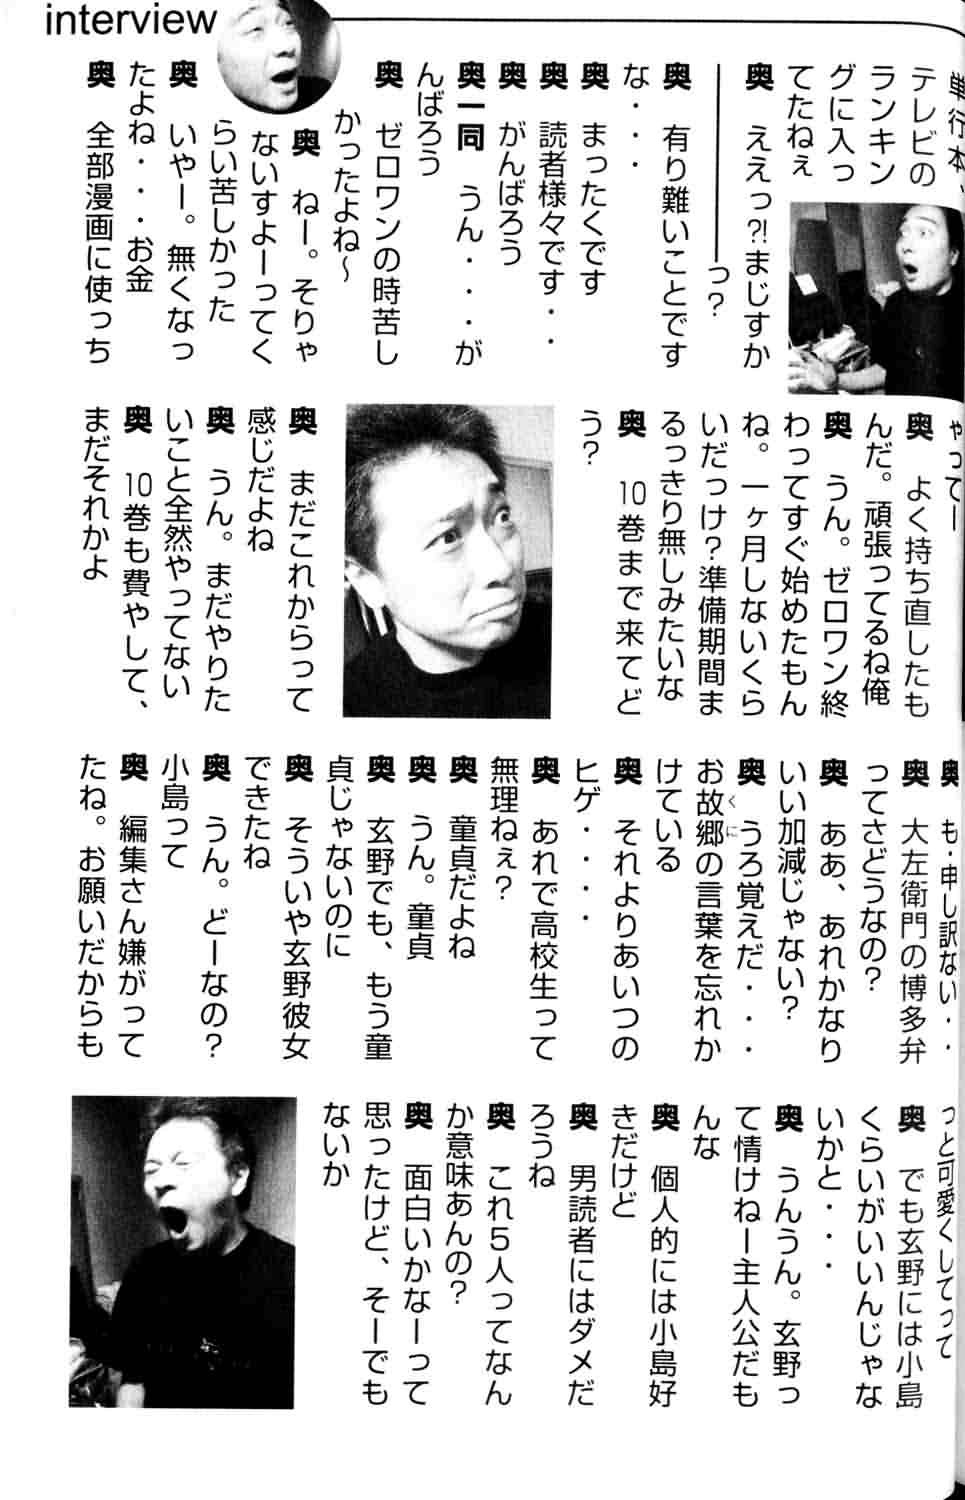 interview
単行本、
テレビの
ランキン
グに入っ
てたねぇ
奥　ええっ?!まじすか
――――――っ?
奥　有り難いことです
な・・・
奥　まったくです
奥　読者様々です・・
奥　がんばろう
奥一同　うん・・・が
んばろう
奥　ゼロワンの時苦し
かったよね〜
奥　ねー。そりゃ
ないすよーってく
らい苦しかった
奥　いやー。無くなっ
たよね・・・お金
奥　全部漫画に使っち
ゃってー
奥　よく持ち直したも
んだ。頑張ってるね俺
奥　うん。ゼロワン終
わってすぐ始めたもん
ね。一ヶ月しないくら
いだっけ?準備期間ま
るっきり無しみたいな
奥　10巻まで来てど
う?
奥　まだこれからって
感じだよね
奥　うん。まだやりた
いこと全然やってない
奥　10巻も費やして、
まだそれかよ
奥　も・申し訳ない・・
奥　大左衛門の博多弁
ってさどうなの?
奥　ああ、あれかなり
いい加減じゃない?
奥　うろ覚えだ・・・
お故郷の言葉を忘れか
くに
けている
奥　それよりあいつの
ヒゲ・・・・
奥　あれで高校生って
無理ねぇ?
奥　童貞だよね
奥　うん。童貞
奥　玄野でも、もう童
貞じゃないのに
奥　そういや玄野彼女
できたね
奥　うん。どーなの?
小島って
奥　編集さん嫌がって
たね。お願いだからも
っと可愛くしてって
奥　でも玄野には小島
くらいがいいんじゃな
いかと・・・
奥　うんうん。玄野っ
て情けねー主人公だも
んな
奥　個人的には小島好
きだけど
奥　男読者にはダメだ
ろうね
奥　これ5人ってなん
か意味あんの?
奥　面白いかなーって
思ったけど、そーでも
ないか